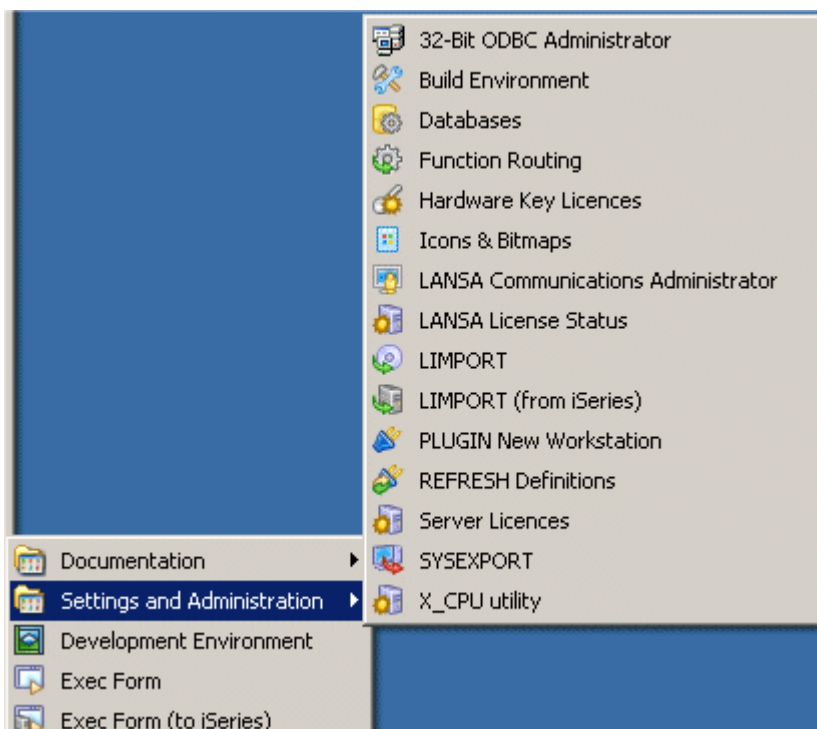 32-Bit ODBC Administrator
Build Environment
Databases
Function Routing
Hardware Key Licences
Icons & Bitmaps
LANSA Communications Administrator
LANSA License Status
LIMPORT
LIMPORT (from iSeries)
PLUGIN New Workstation
REFRESH Definitions
Server Licences
SYSEXPORT
X_CPU utility
Documentation
Settings and Administration
Development Environment
Exec Form
Exec Form (to iSeries)